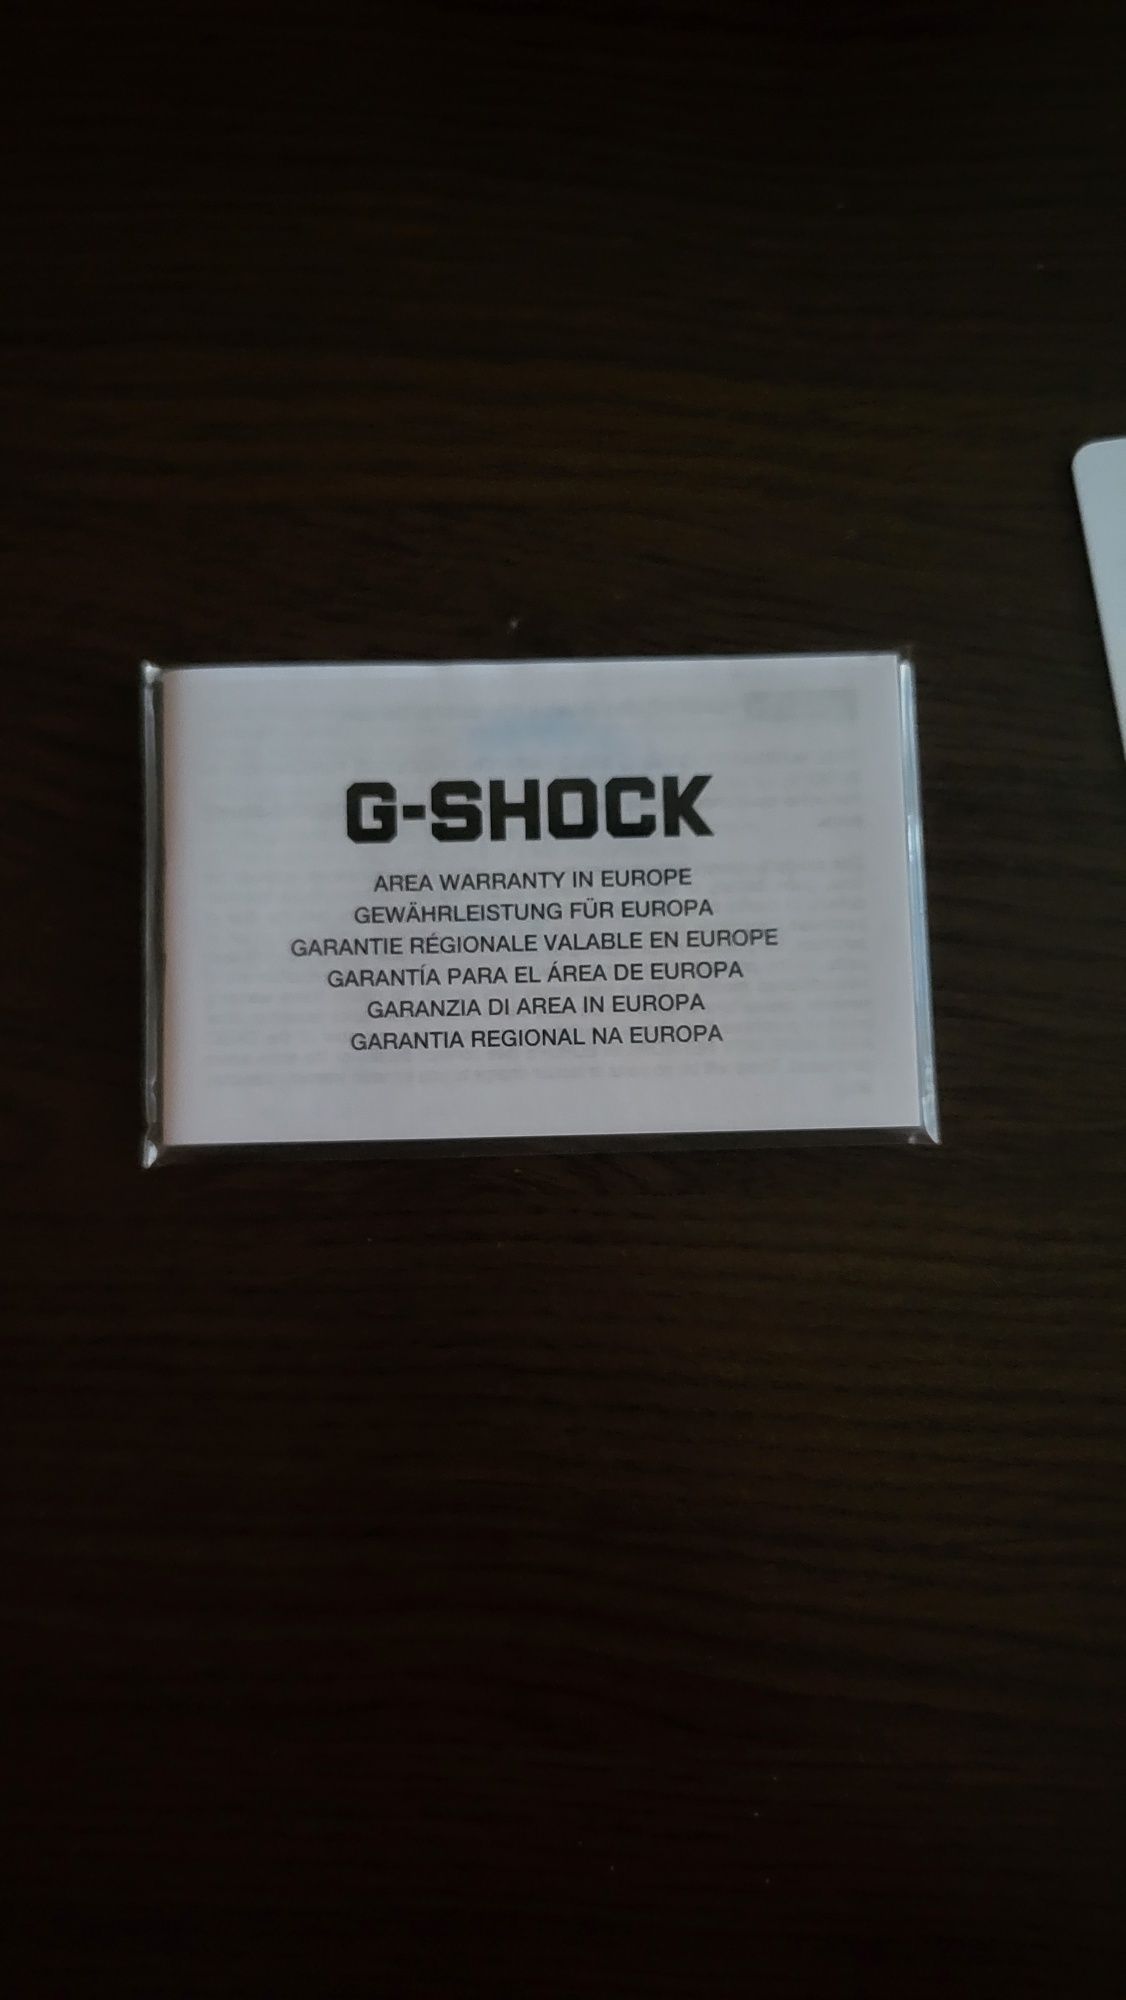 G-SHOCK
AREA WARRANTY IN EUROPE
GEWÄHRLEISTUNG FÜR EUROPA
GARANTIE RÉGIONALE VALABLE EN EUROPE
GARANTÍA PARA EL ÁREA DE EUROPA
GARANZIA DI AREA IN EUROPA
GARANTIA REGIONAL NA EUROPA